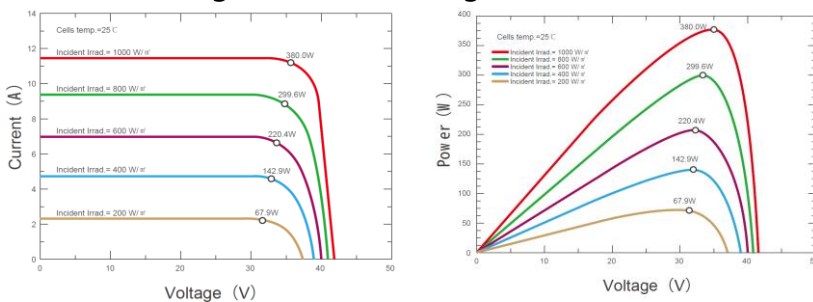 Cells temp.=25℃
Incident Irrad.= 1000 W/㎡
380.0W
Incident Irrad.= 800 W/㎡
299.6W
Incident Irrad.= 600 W/㎡
220.4W
Incident Irrad.= 400 W/㎡
142.9W
Incident Irrad.= 200 W/㎡
67.9W
14
12
10
8
6
4
2
0
0 10 20 30 40 50
Current (A)
Voltage (V)
Cells temp.=25℃
Incident Irrad.= 1000 W/㎡
Incident Irrad.= 800 W/㎡
Incident Irrad.= 600 W/㎡
Incident Irrad.= 400 W/㎡
Incident Irrad.= 200 W/㎡
380.0W
299.6W
220.4W
142.9W
67.9W
400
350
300
250
200
150
100
50
0
0 10 20 30 40
Power (W)
Voltage (V)